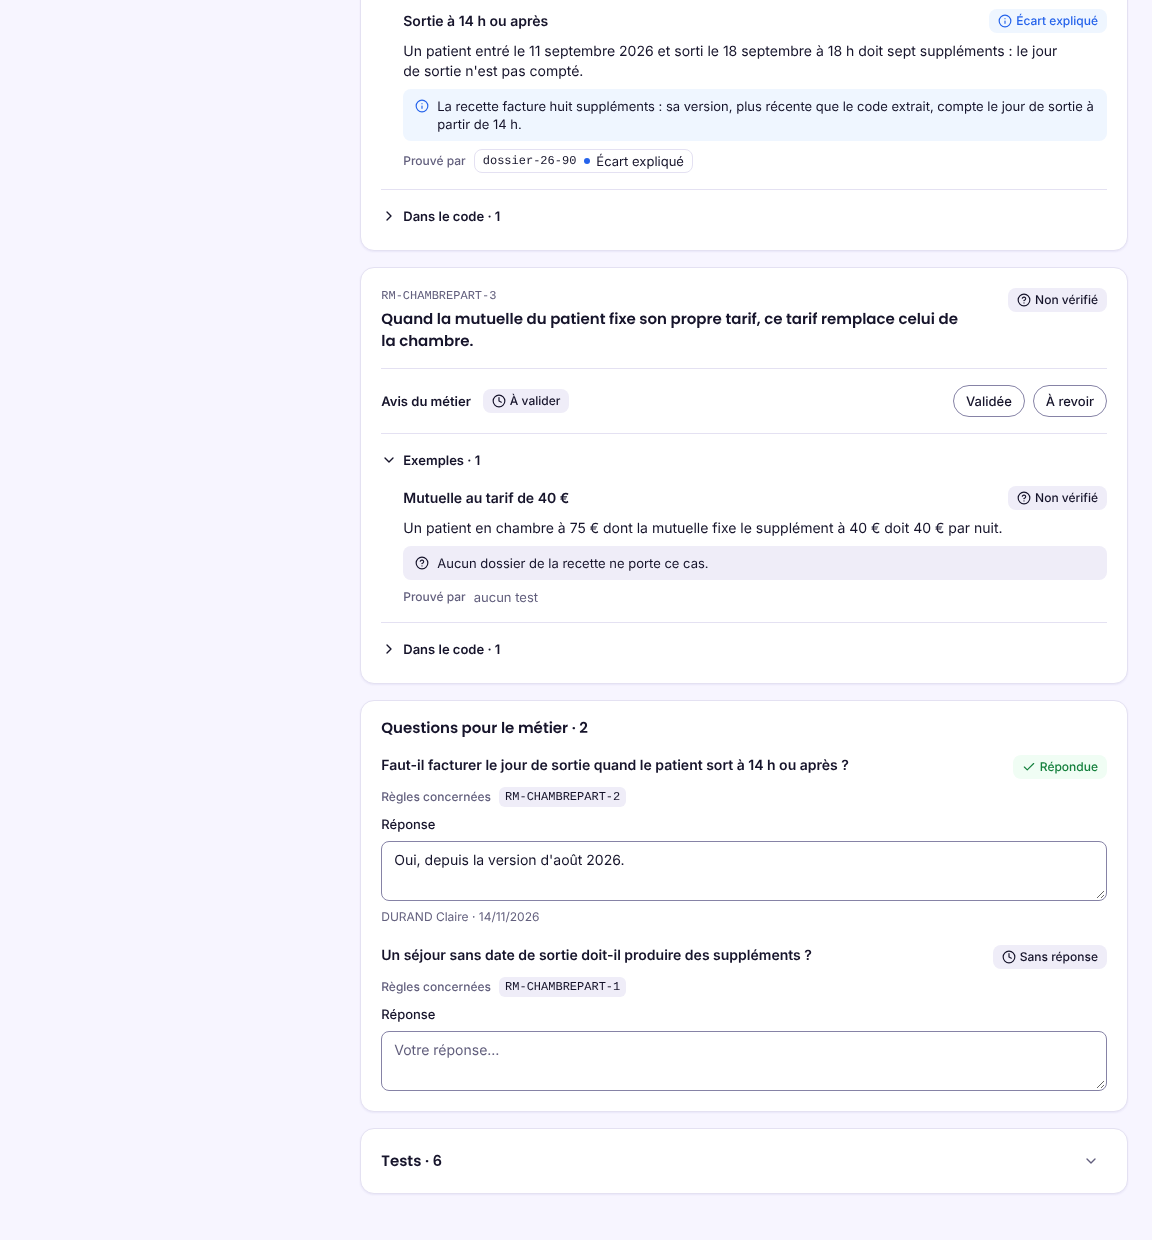 Sortie à 14 h ou après
Écart expliqué
Un patient entré le 11 septembre 2026 et sorti le 18 septembre à 18 h doit sept suppléments : le jour
de sortie n'est pas compté.
La recette facture huit suppléments : sa version, plus récente que le code extrait, compte le jour de sortie à
partir de 14 h.
Prouvé par dossier-26-90 Écart expliqué
Dans le code · 1
RM-CHAMBREPART-3
Non vérifié
Quand la mutuelle du patient fixe son propre tarif, ce tarif remplace celui de
la chambre.
Avis du métier À valider
Validée À revoir
Exemples · 1
Mutuelle au tarif de 40 €
Non vérifié
Un patient en chambre à 75 € dont la mutuelle fixe le supplément à 40 € doit 40 € par nuit.
Aucun dossier de la recette ne porte ce cas.
Prouvé par aucun test
Dans le code · 1
Questions pour le métier · 2
Faut-il facturer le jour de sortie quand le patient sort à 14 h ou après ?
Répondue
Règles concernées RM-CHAMBREPART-2
Réponse
Oui, depuis la version d'août 2026.
DURAND Claire · 14/11/2026
Un séjour sans date de sortie doit-il produire des suppléments ?
Sans réponse
Règles concernées RM-CHAMBREPART-1
Réponse
Votre réponse…
Tests · 6